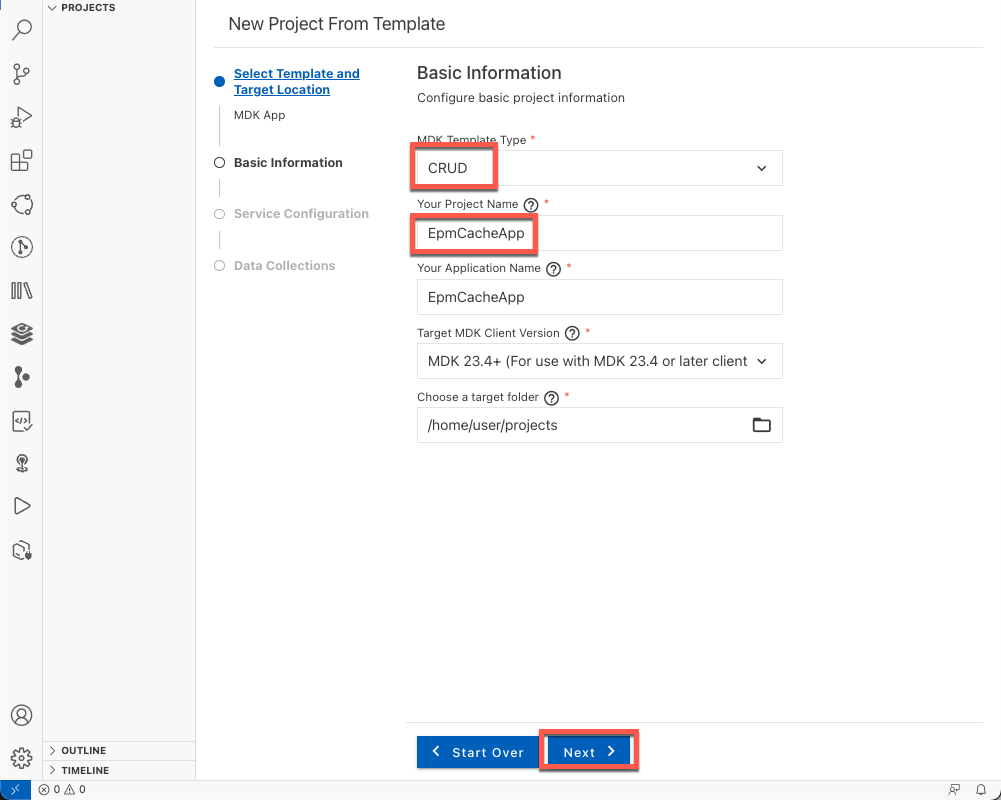 PROJECTS
New Project From Template
Select Template and
Target Location
MDK App
Basic Information
Service Configuration
Data Collections
Basic Information
Configure basic project information
MDK Template Type *
CRUD
Your Project Name ? *
EpmCacheApp
Your Application Name ? *
EpmCacheApp
Target MDK Client Version ? *
MDK 23.4+ (For use with MDK 23.4 or later client
Choose a target folder ? *
/home/user/projects
Start Over
Next
OUTLINE
TIMELINE
0 0